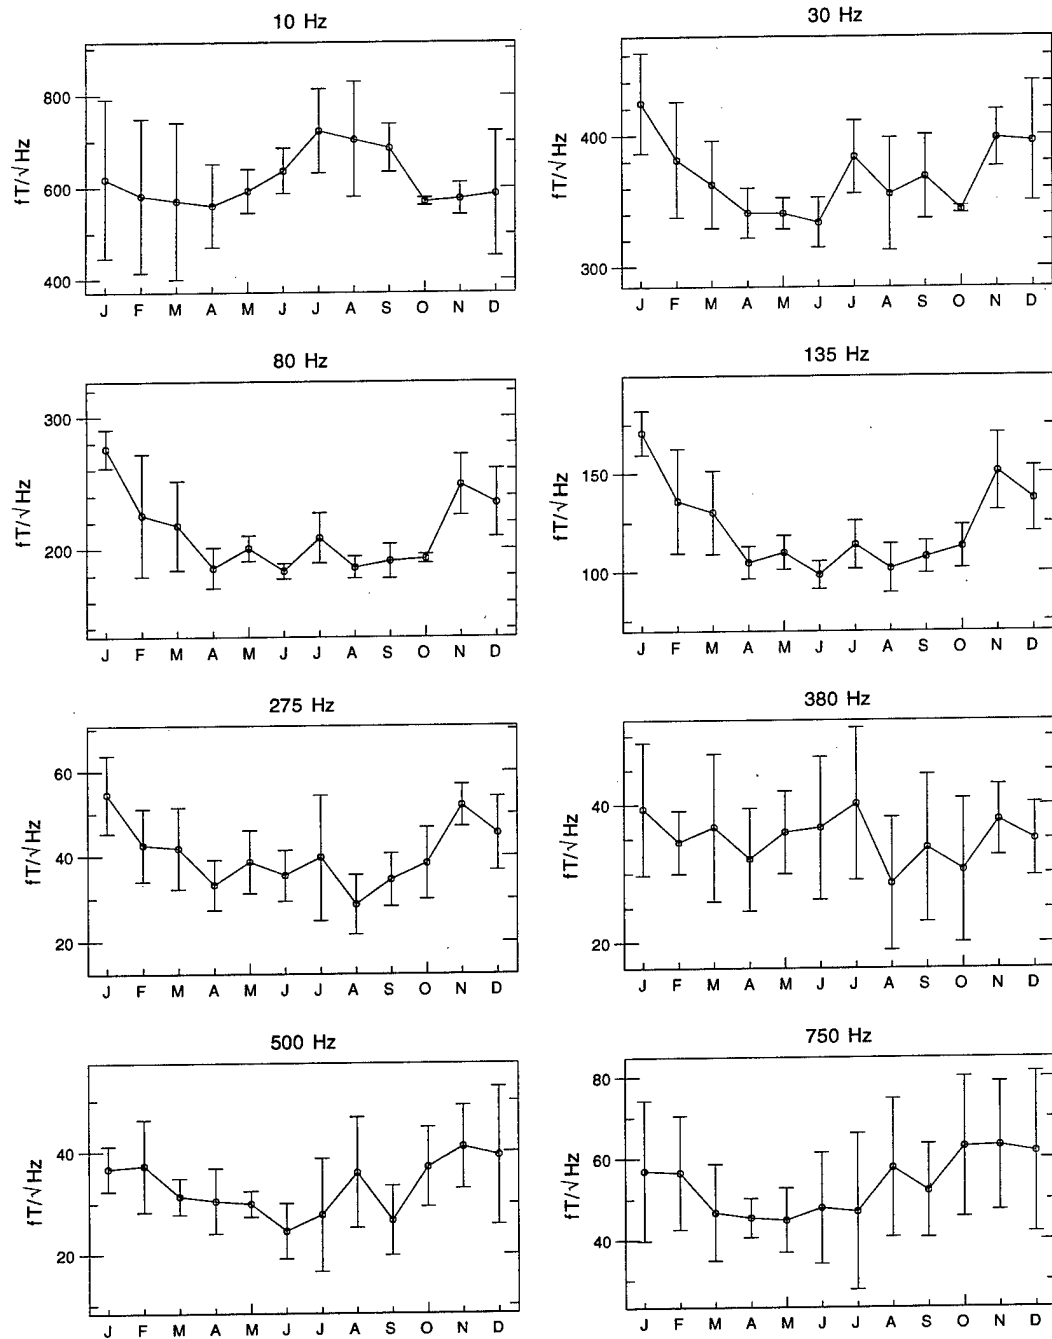 10 Hz
30 Hz
fT/√Hz
800
600
400
J F M A M J J A S O N D
fT/√Hz
400
300
J F M A M J J A S O N D
80 Hz
135 Hz
fT/√Hz
300
200
J F M A M J J A S O N D
fT/√Hz
150
100
J F M A M J J A S O N D
275 Hz
380 Hz
fT/√Hz
60
40
20
J F M A M J J A S O N D
fT/√Hz
40
20
J F M A M J J A S O N D
500 Hz
750 Hz
fT/√Hz
40
20
J F M A M J J A S O N D
fT/√Hz
80
60
40
J F M A M J J A S O N D